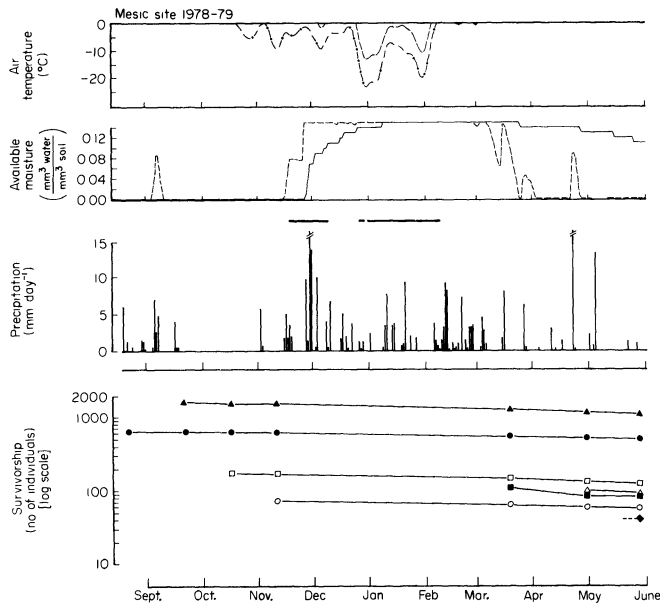 Mesic site 1978-79
Air temperature (°C)
0
-10
-20
Available moisture (mm³ water / mm³ soil)
0 12
0 08
0 04
0 00
Precipitation (mm day⁻¹)
15
10
5
0
Survivorship (no of individuals) [log scale]
2000
1000
100
10
Sept. Oct. Nov. Dec Jan Feb Mar. Apr May June